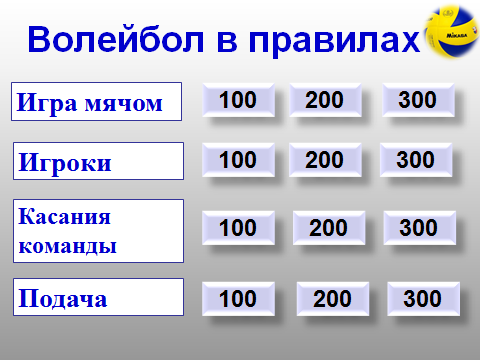 Волейбол в правилах
MIKASA
Игра мячом 100 200 300
Игроки 100 200 300
Касания
команды 100 200 300
Подача 100 200 300